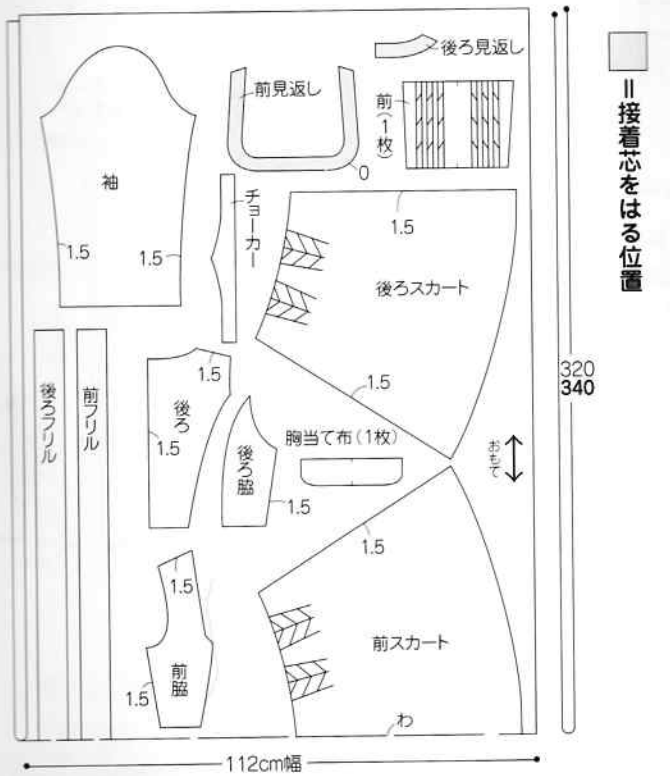 後ろ見返し
前見返し
前(1枚)
0
袖
1.5
1.5
チョーカー
1.5
後ろスカート
1.5
後ろフリル
前フリル
1.5
後ろ
1.5
後ろ脇
1.5
胸当て布(1枚)
おもて
1.5
1.5
前脇
1.5
前スカート
わ
112cm幅
320
340
=接着芯をはる位置